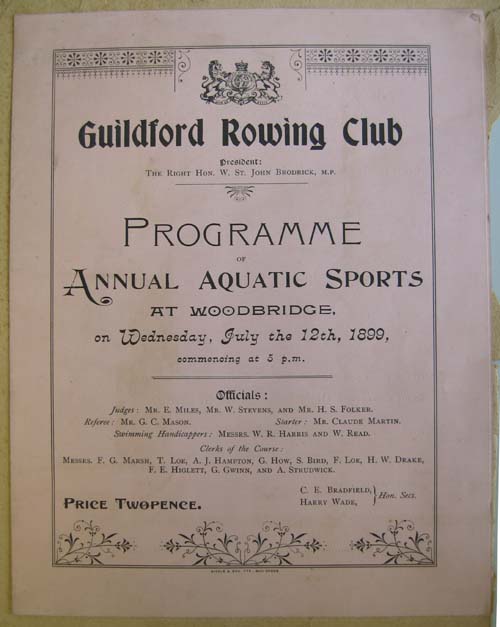 Guildford Rowing Club
President:
THE RIGHT HON. W. ST. JOHN BRODRICK, M.P.
PROGRAMME
OF
ANNUAL AQUATIC SPORTS
AT WOODBRIDGE,
on Wednesday, July the 12th, 1899,
commencing at 5 p.m.
Officials:
Judges: MR. E. MILES, MR. W. STEVENS, AND MR. H. S. FOLKER.
Referee: MR. G. C. MASON. Starter: MR. CLAUDE MARTIN.
Swimming Handicappers: MESSRS. W. R. HARRIS AND W. READ.
Clerks of the Course:
MESSRS. F. G. MARSH, T. LOE, A. J. HAMPTON, G. HOW, S. BIRD, F. LOE, H. W. DRAKE,
F. E. HIGLETT, G. GWINN, AND A. STRUDWICK.
PRICE TWOPENCE.
C. E. BRADFIELD,
HARRY WADE,
Hon. Secs.